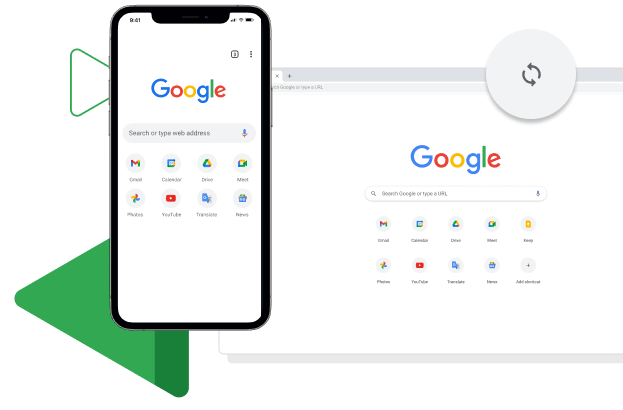 9:41
3
Google
Search or type web address
Gmail Calendar Drive Meet
Photos YouTube Translate News
Search Google or type a URL
Google
Search Google or type a URL
Gmail Calendar Drive Meet Keep
Photos YouTube Translate News Add shortcut